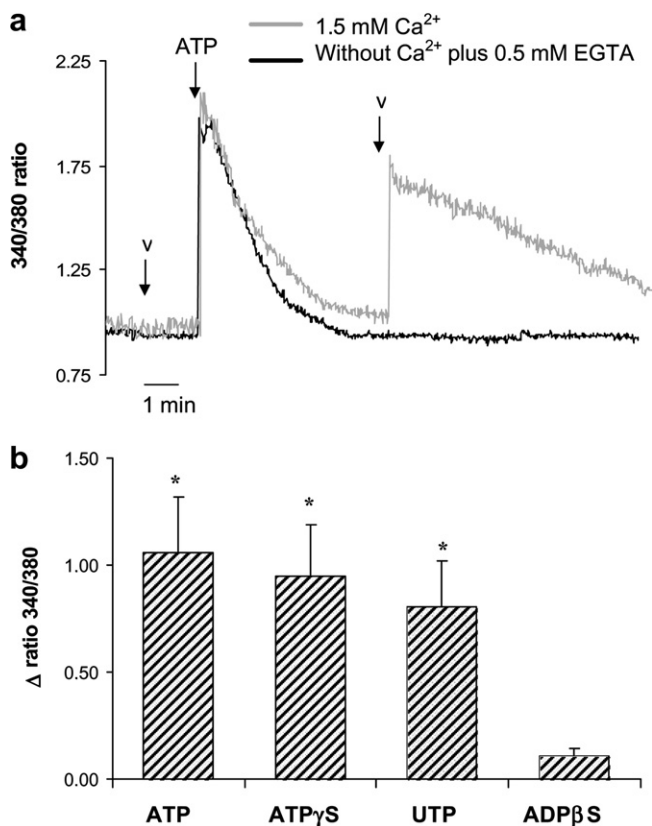 a
1.5 mM Ca²⁺
Without Ca²⁺ plus 0.5 mM EGTA
ATP
v
v
340/380 ratio
2.25
1.75
1.25
0.75
1 min
b
*
*
*
Δ ratio 340/380
1.50
1.00
0.50
0.00
ATP
ATPγS
UTP
ADPβS